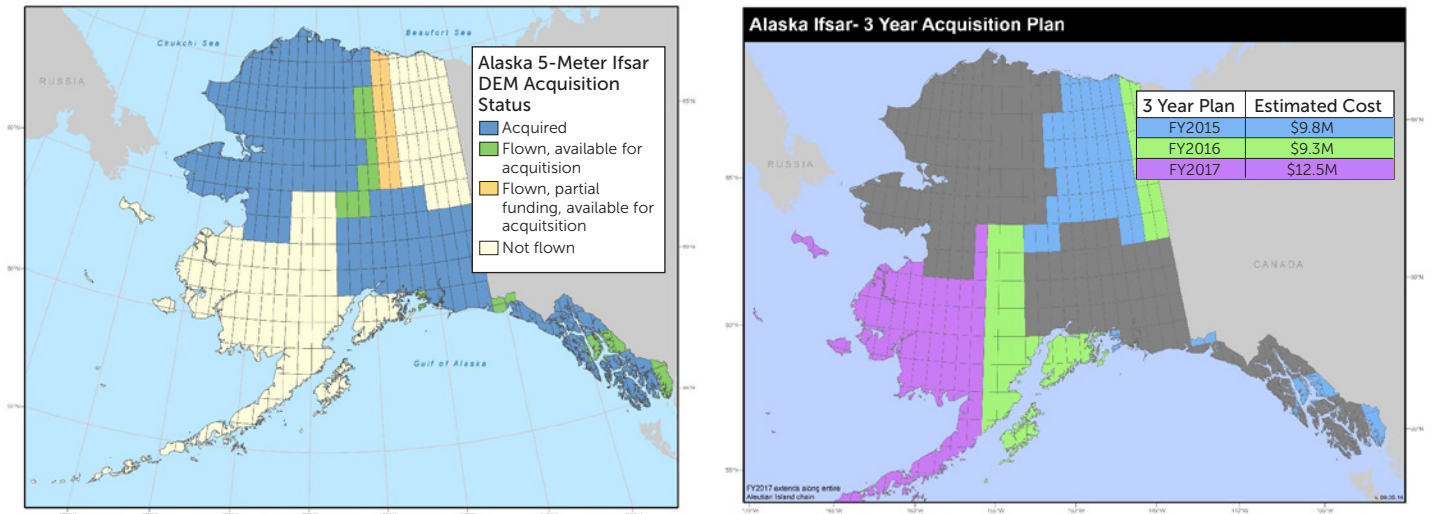 Chukchi Sea
Beaufort Sea
RUSSIA
Alaska 5-Meter Ifsar
DEM Acquisition
Status
Acquired
Flown, available for
acquitision
Flown, partial
funding, available for
acquitsition
Not flown
Gulf of Alaska
Alaska Ifsar- 3 Year Acquisition Plan
3 Year Plan Estimated Cost
FY2015 $9.8M
FY2016 $9.3M
FY2017 $12.5M
RUSSIA
CANADA
FY2017 extends along entire
Aleutian Island chain